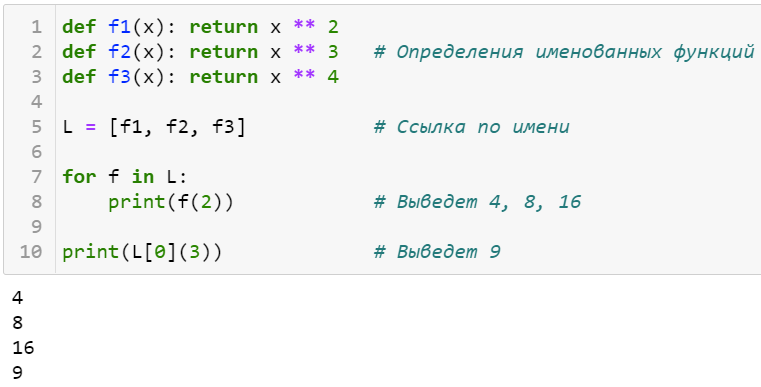 1 def f1(x): return x ** 2
2 def f2(x): return x ** 3   # Определения именованных функций
3 def f3(x): return x ** 4
4
5 L = [f1, f2, f3]           # Ссылка по имени
6
7 for f in L:
8     print(f(2))            # Выведет 4, 8, 16
9
10 print(L[0](3))             # Выведет 9
4
8
16
9